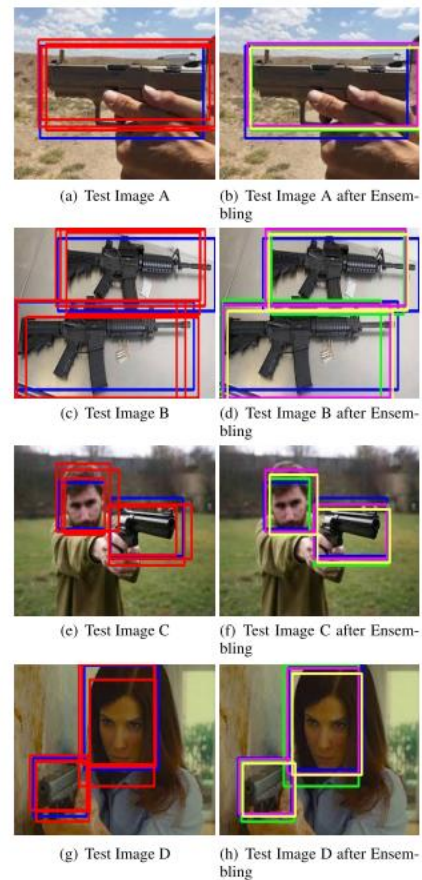 (a) Test Image A
(b) Test Image A after Ensem-
bling
(c) Test Image B
(d) Test Image B after Ensem-
bling
(e) Test Image C
(f) Test Image C after Ensem-
bling
(g) Test Image D
(h) Test Image D after Ensem-
bling